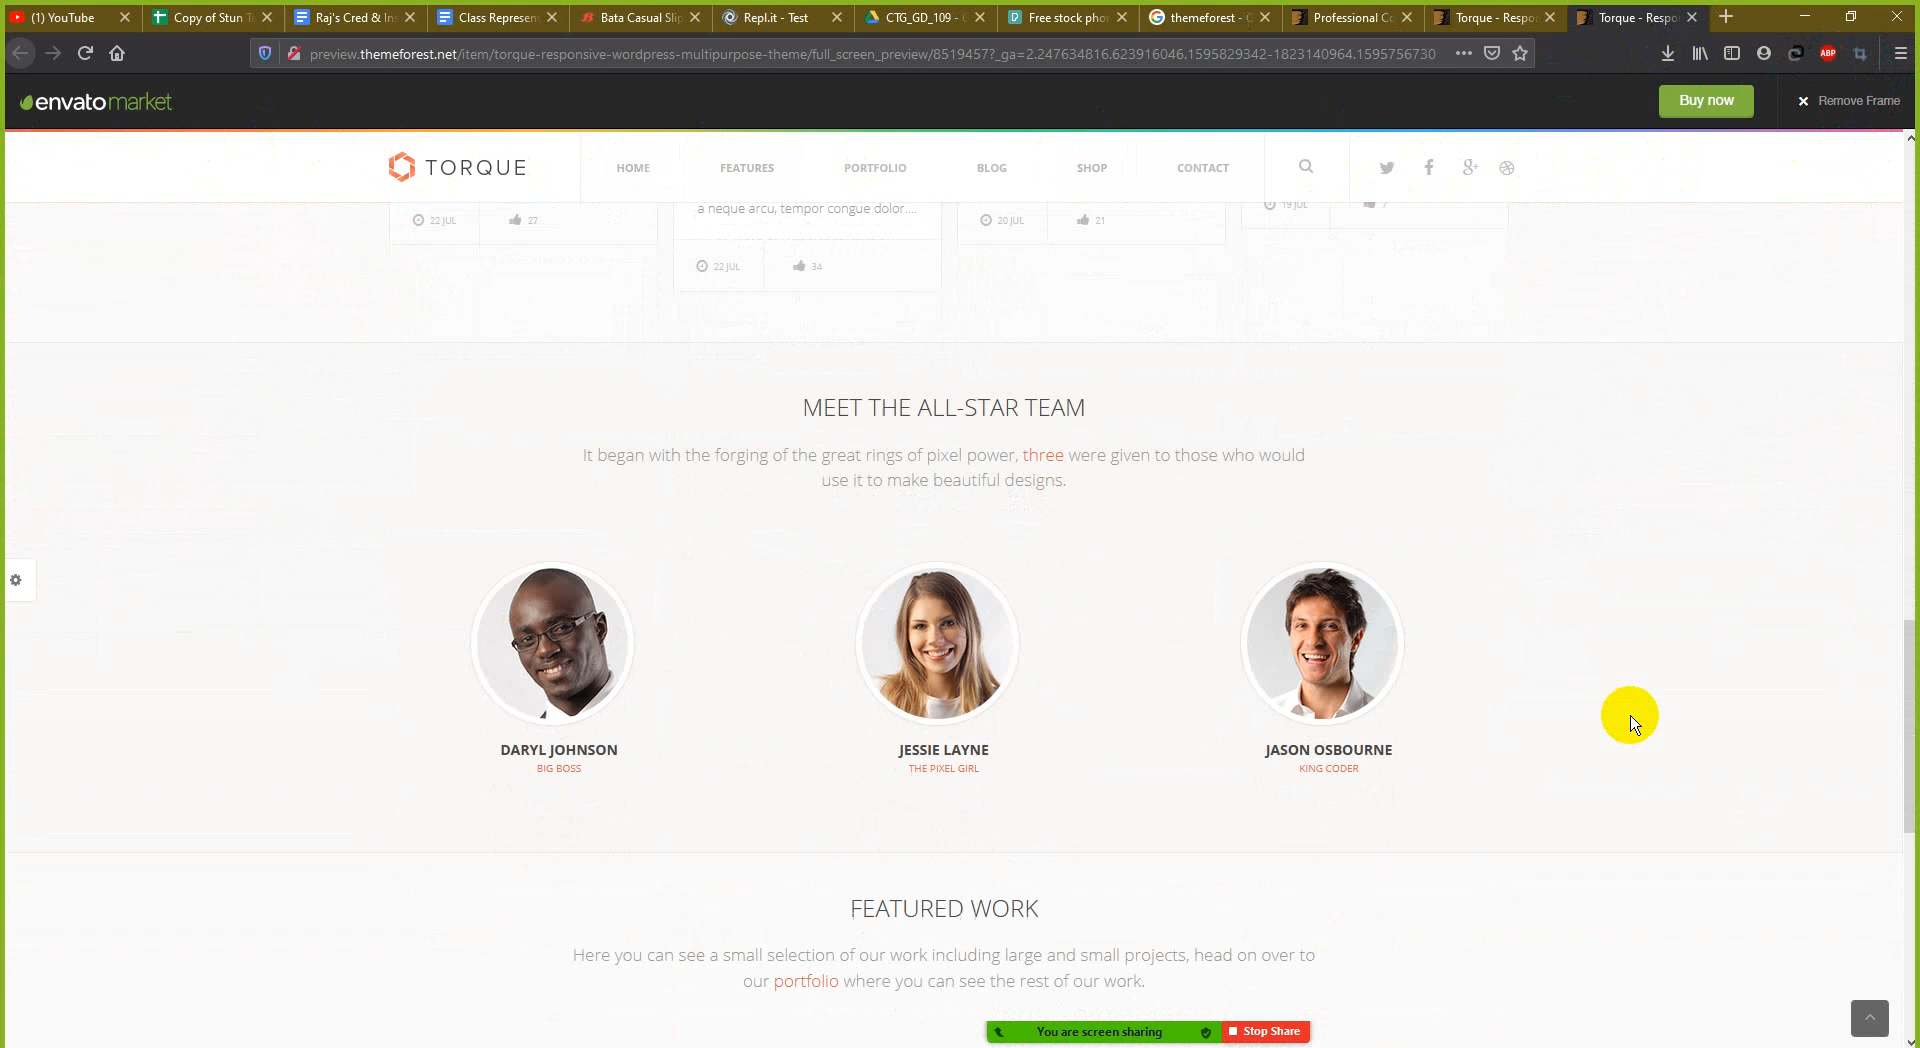 (1) YouTube
Copy of Stun T
Raj's Cred & In
Class Represen
Bata Casual Slip
Repl.it - Test
CTG_GD_109 -
Free stock pho
themeforest -
Professional Co
Torque - Respo
Torque - Respo
preview.themeforest.net/item/torque-responsive-wordpress-multipurpose-theme/full_screen_preview/8519457?_ga=2.247634816.623916046.1595829342-1823140964.1595756730
ABP
envatomarket
Buy now
Remove Frame
TORQUE
HOME
FEATURES
PORTFOLIO
BLOG
SHOP
CONTACT
a neque arcu, tempor congue dolor....
22 JUL
27
20 JUL
21
19 JUL
7
22 JUL
34
MEET THE ALL-STAR TEAM
It began with the forging of the great rings of pixel power, three were given to those who would
use it to make beautiful designs.
DARYL JOHNSON
BIG BOSS
JESSIE LAYNE
THE PIXEL GIRL
JASON OSBOURNE
KING CODER
FEATURED WORK
Here you can see a small selection of our work including large and small projects, head on over to
our portfolio where you can see the rest of our work.
You are screen sharing
Stop Share